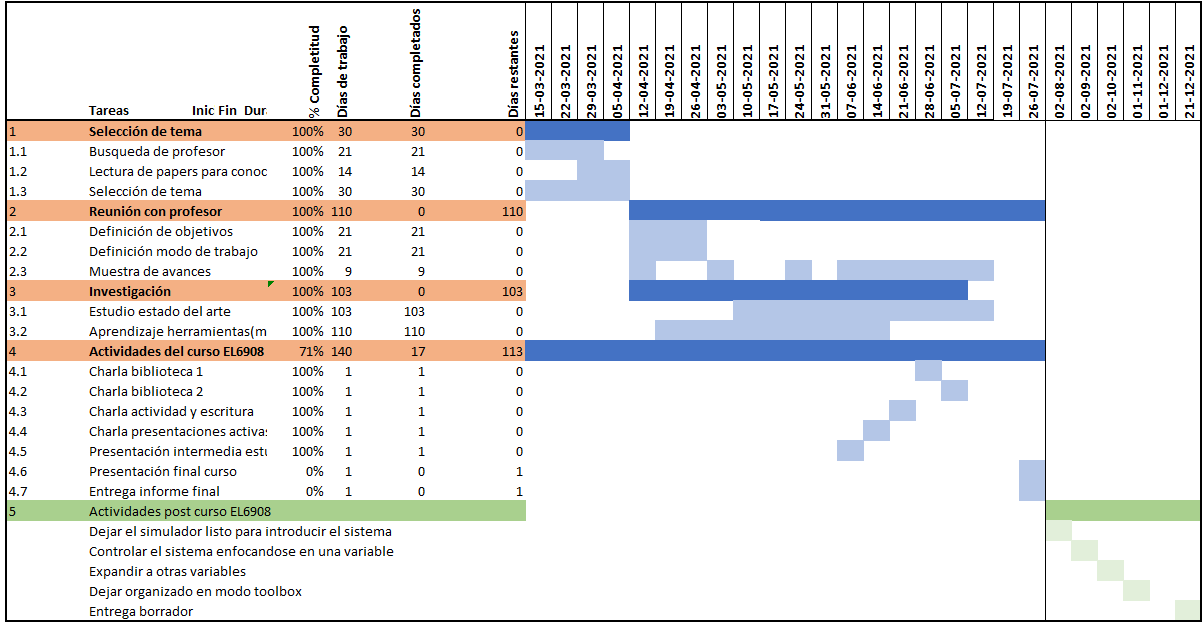 Tareas Inic Fin Dura % Completitud Días de trabajo Días completados Días restantes 15-03-2021 22-03-2021 29-03-2021 05-04-2021 12-04-2021 19-04-2021 26-04-2021 03-05-2021 10-05-2021 17-05-2021 24-05-2021 31-05-2021 07-06-2021 14-06-2021 21-06-2021 28-06-2021 05-07-2021 12-07-2021 19-07-2021 26-07-2021 02-08-2021 02-09-2021 02-10-2021 01-11-2021 01-12-2021 21-12-2021
1 Selección de tema 100% 30 30 0
1.1 Busqueda de profesor 100% 21 21 0
1.2 Lectura de papers para conoc 100% 14 14 0
1.3 Selección de tema 100% 30 30 0
2 Reunión con profesor 100% 110 0 110
2.1 Definición de objetivos 100% 21 21 0
2.2 Definición modo de trabajo 100% 21 21 0
2.3 Muestra de avances 100% 9 9 0
3 Investigación 100% 103 0 103
3.1 Estudio estado del arte 100% 103 103 0
3.2 Aprendizaje herramientas(m 100% 110 110 0
4 Actividades del curso EL6908 71% 140 17 113
4.1 Charla biblioteca 1 100% 1 1 0
4.2 Charla biblioteca 2 100% 1 1 0
4.3 Charla actividad y escritura 100% 1 1 0
4.4 Charla presentaciones activas 100% 1 1 0
4.5 Presentación intermedia estu 100% 1 1 0
4.6 Presentación final curso 0% 1 0 1
4.7 Entrega informe final 0% 1 0 1
5 Actividades post curso EL6908
Dejar el simulador listo para introducir el sistema
Controlar el sistema enfocandose en una variable
Expandir a otras variables
Dejar organizado en modo toolbox
Entrega borrador